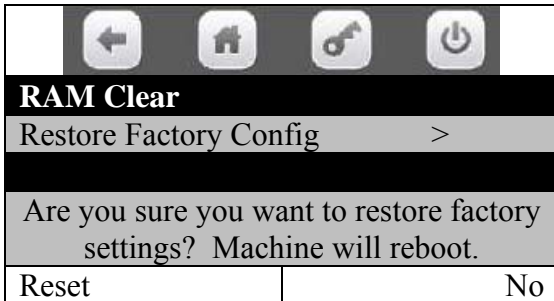 RAM Clear
Restore Factory Config >
Are you sure you want to restore factory
settings? Machine will reboot.
Reset No